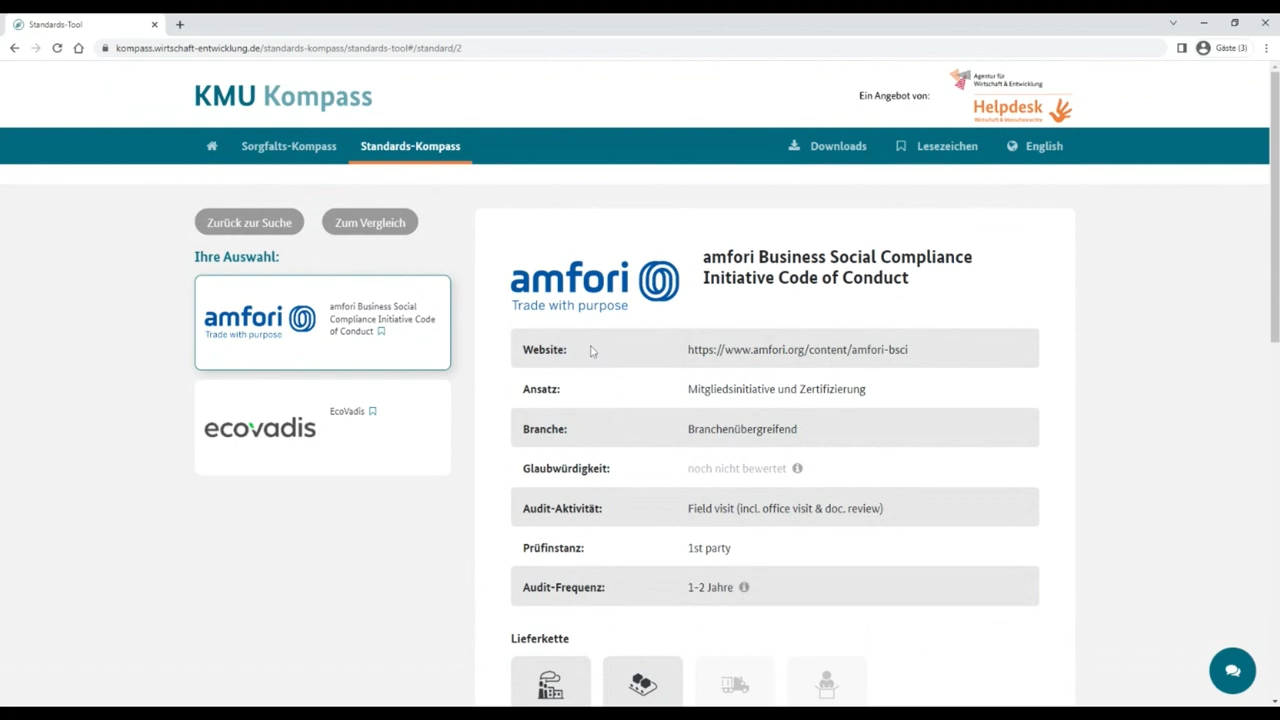 Standards-Tool
Gäste (3)
kompass.wirtschaft-entwicklung.de/standards-kompass/standards-tool#/standard/2
KMU Kompass
Ein Angebot von:
Agentur für
Wirtschaft & Entwicklung
Helpdesk
Wirtschaft & Menschenrechte
Sorgfalts-Kompass
Standards-Kompass
Downloads
Lesezeichen
English
Zurück zur Suche
Zum Vergleich
Ihre Auswahl:
amfori
Trade with purpose
amfori Business Social
Compliance Initiative Code
of Conduct
ecovadis
EcoVadis
amfori
Trade with purpose
amfori Business Social Compliance
Initiative Code of Conduct
Website: https://www.amfori.org/content/amfori-bsci
Ansatz: Mitgliedsinitiative und Zertifizierung
Branche: Branchenübergreifend
Glaubwürdigkeit: noch nicht bewertet
Audit-Aktivität: Field visit (incl. office visit & doc. review)
Prüfinstanz: 1st party
Audit-Frequenz: 1-2 Jahre
Lieferkette